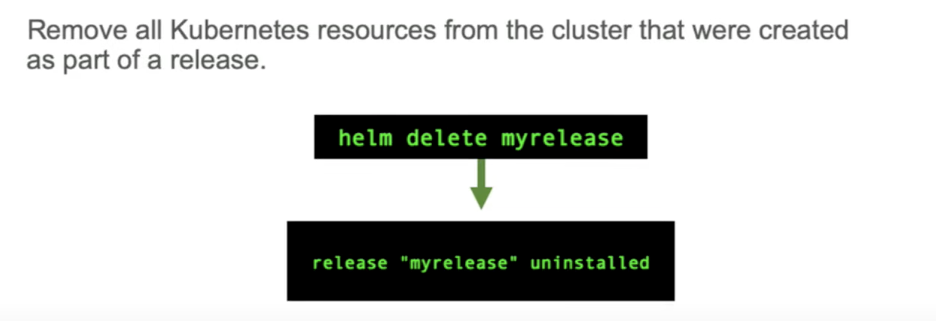 Remove all Kubernetes resources from the cluster that were created
as part of a release.
helm delete myrelease
release "myrelease" uninstalled